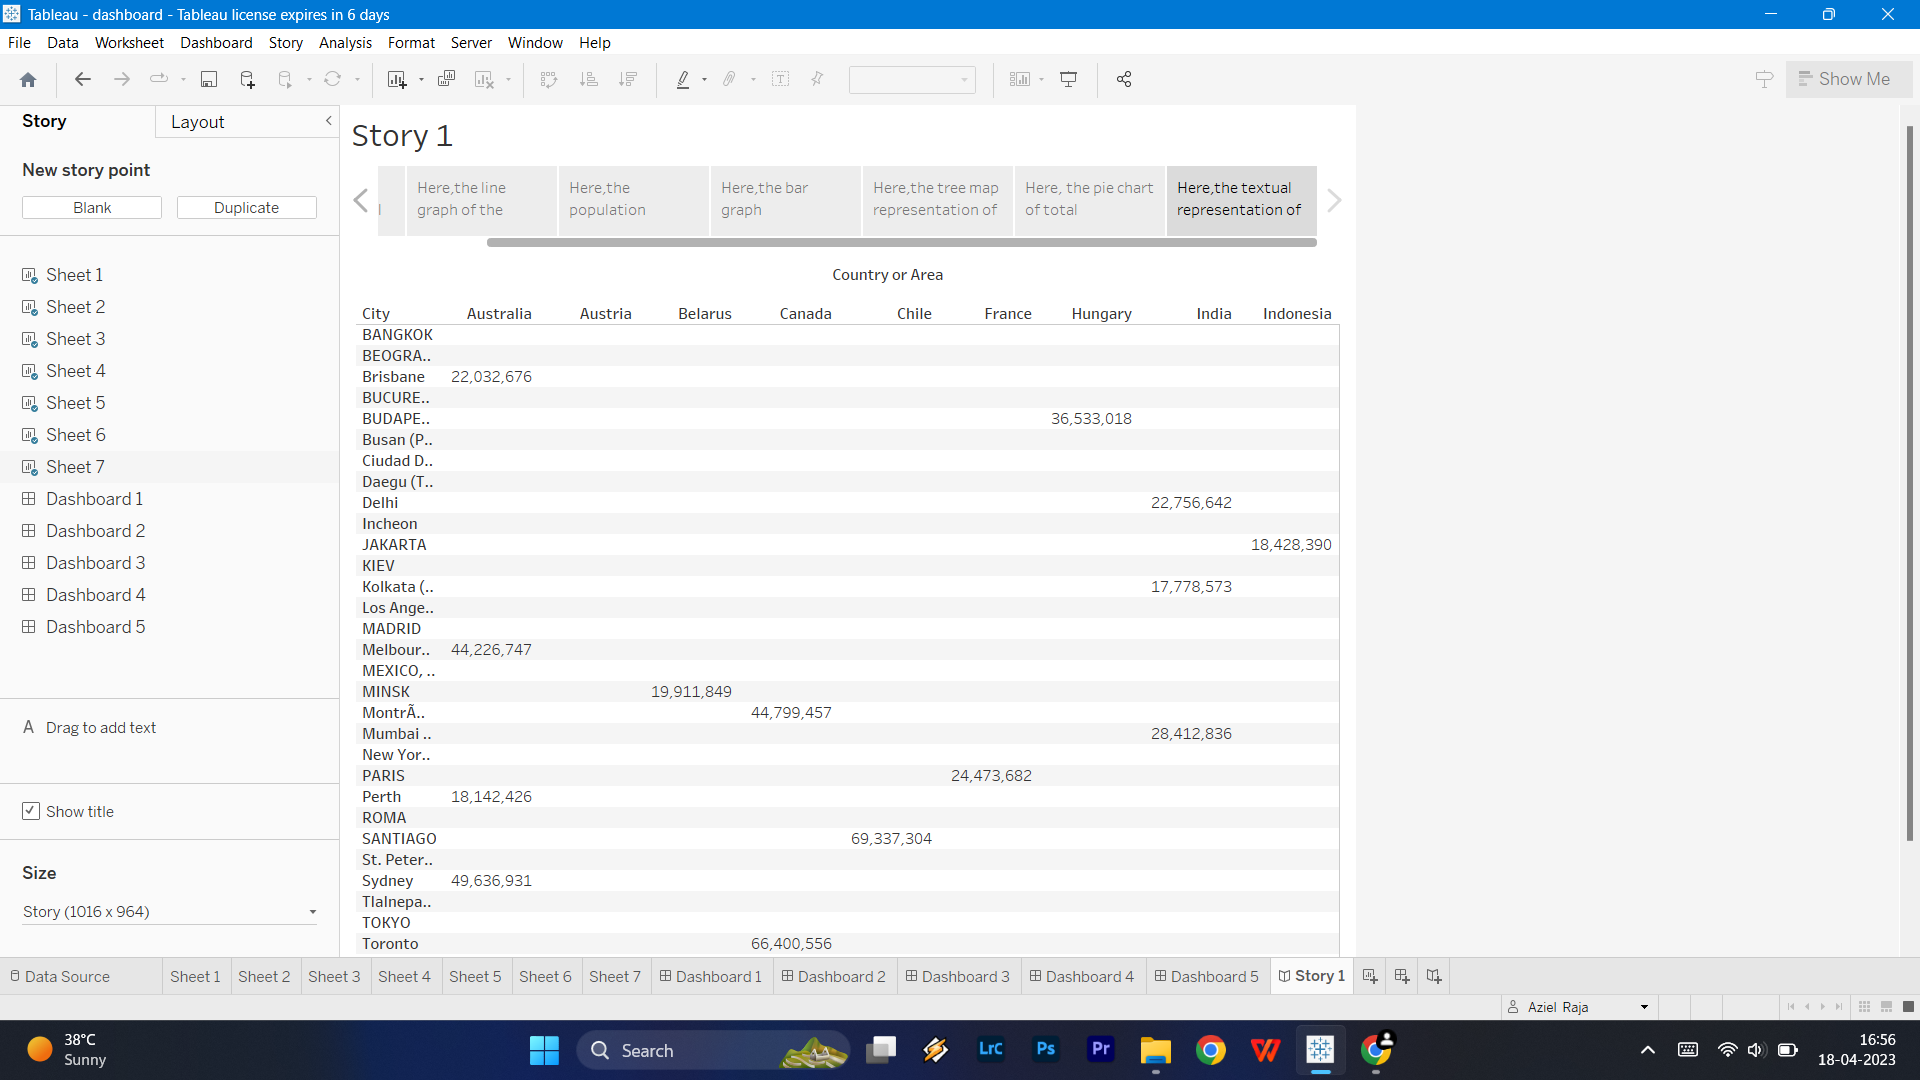 Tableau - dashboard - Tableau license expires in 6 days
File Data Worksheet Dashboard Story Analysis Format Server Window Help
Show Me
Story Layout
New story point
Blank Duplicate
Sheet 1
Sheet 2
Sheet 3
Sheet 4
Sheet 5
Sheet 6
Sheet 7
Dashboard 1
Dashboard 2
Dashboard 3
Dashboard 4
Dashboard 5
A Drag to add text
Show title
Size
Story (1016 x 964)
Story 1
Here,the line
graph of the
Here,the
population
Here,the bar
graph
Here,the tree map
representation of
Here, the pie chart
of total
Here,the textual
representation of
Country or Area
City Australia Austria Belarus Canada Chile France Hungary India Indonesia
BANGKOK
BEOGRA..
Brisbane 22,032,676
BUCURE..
BUDAPE.. 36,533,018
Busan (P..
Ciudad D..
Daegu (T..
Delhi 22,756,642
Incheon
JAKARTA 18,428,390
KIEV
Kolkata (.. 17,778,573
Los Ange..
MADRID
Melbour.. 44,226,747
MEXICO, ..
MINSK 19,911,849
MontrÃ.. 44,799,457
Mumbai .. 28,412,836
New Yor..
PARIS 24,473,682
Perth 18,142,426
ROMA
SANTIAGO 69,337,304
St. Peter..
Sydney 49,636,931
Tlalnepa..
TOKYO
Toronto 66,400,556
Data Source Sheet 1 Sheet 2 Sheet 3 Sheet 4 Sheet 5 Sheet 6 Sheet 7 Dashboard 1 Dashboard 2 Dashboard 3 Dashboard 4 Dashboard 5 Story 1
Aziel Raja
38°C
Sunny
Search
LrC
Ps
Pr
16:56
18-04-2023